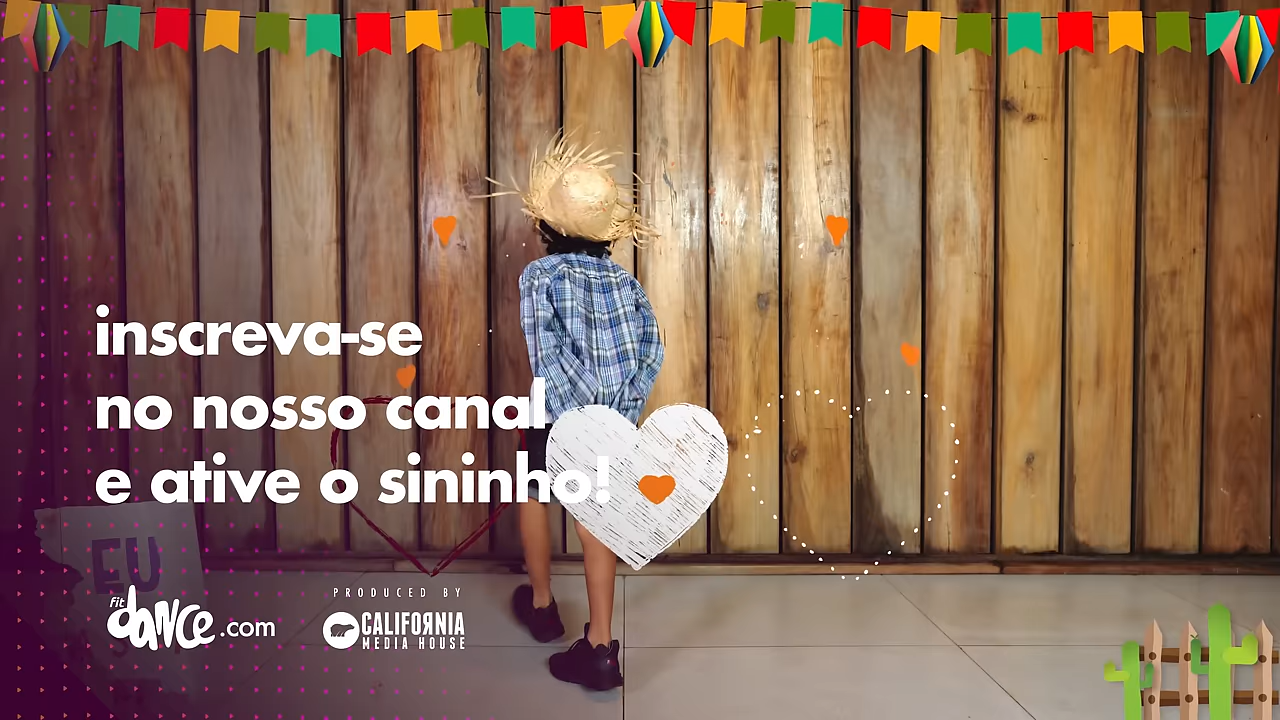 inscreva-se
no nosso canal
e ative o sininho!
EU
fit dance.com
PRODUCED BY
CALIFORNIA
MEDIA HOUSE